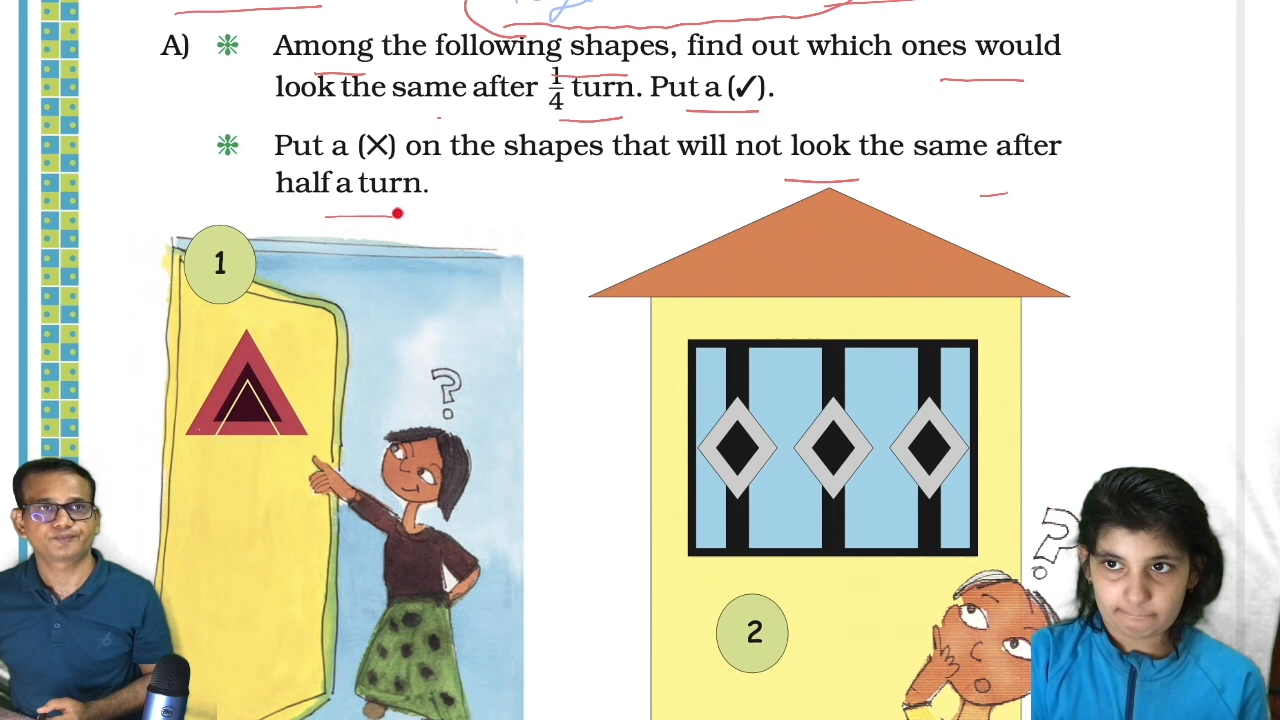 A) Among the following shapes, find out which ones would
look the same after 1/4 turn. Put a (✓).
Put a (✕) on the shapes that will not look the same after
half a turn.
1
?
2
?